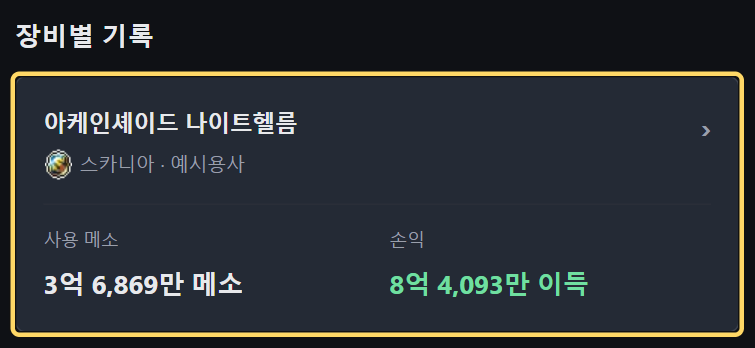 장비별 기록
아케인셰이드 나이트헬름
스카니아 · 예시용사
사용 메소
손익
3억 6,869만 메소
8억 4,093만 이득